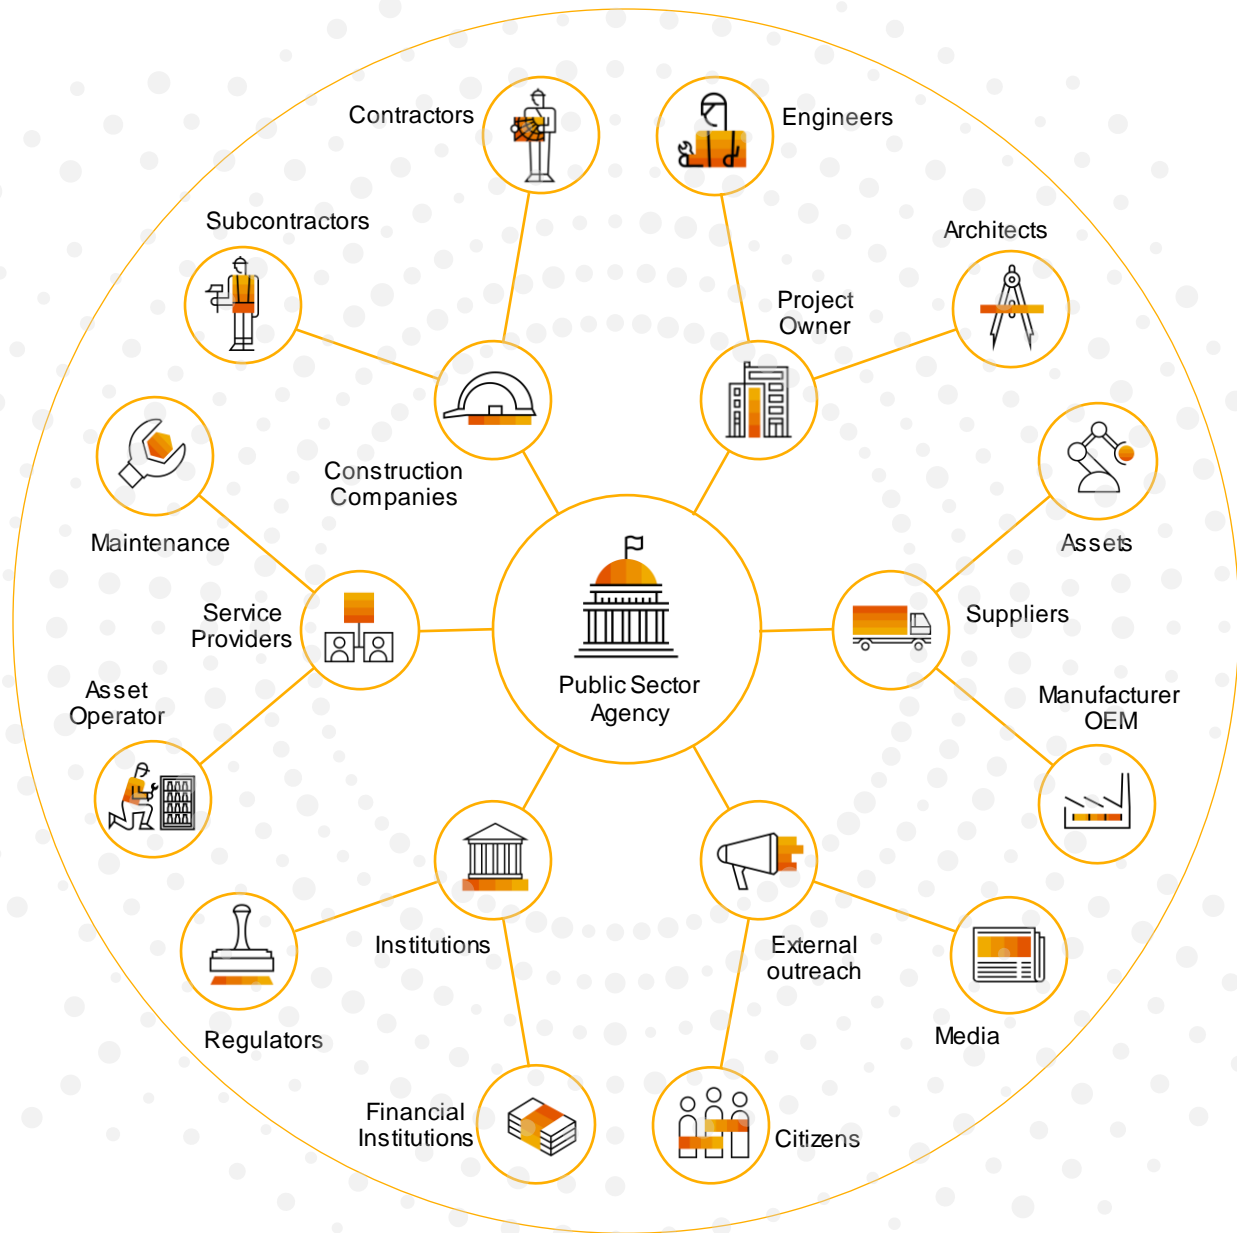 Contractors
Engineers
Subcontractors
Architects
Project
Owner
Construction
Companies
Maintenance
Assets
Service
Providers
Suppliers
Public Sector
Agency
Asset
Operator
Manufacturer
OEM
Institutions
External
outreach
Regulators
Media
Financial
Institutions
Citizens